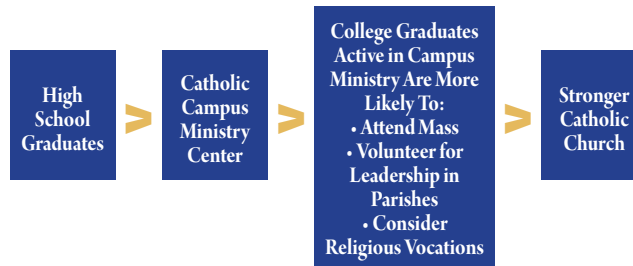 High
School
Graduates
>
Catholic
Campus
Ministry
Center
>
College Graduates
Active in Campus
Ministry Are More
Likely To:
• Attend Mass
• Volunteer for
Leadership in
Parishes
• Consider
Religious Vocations
>
Stronger
Catholic
Church